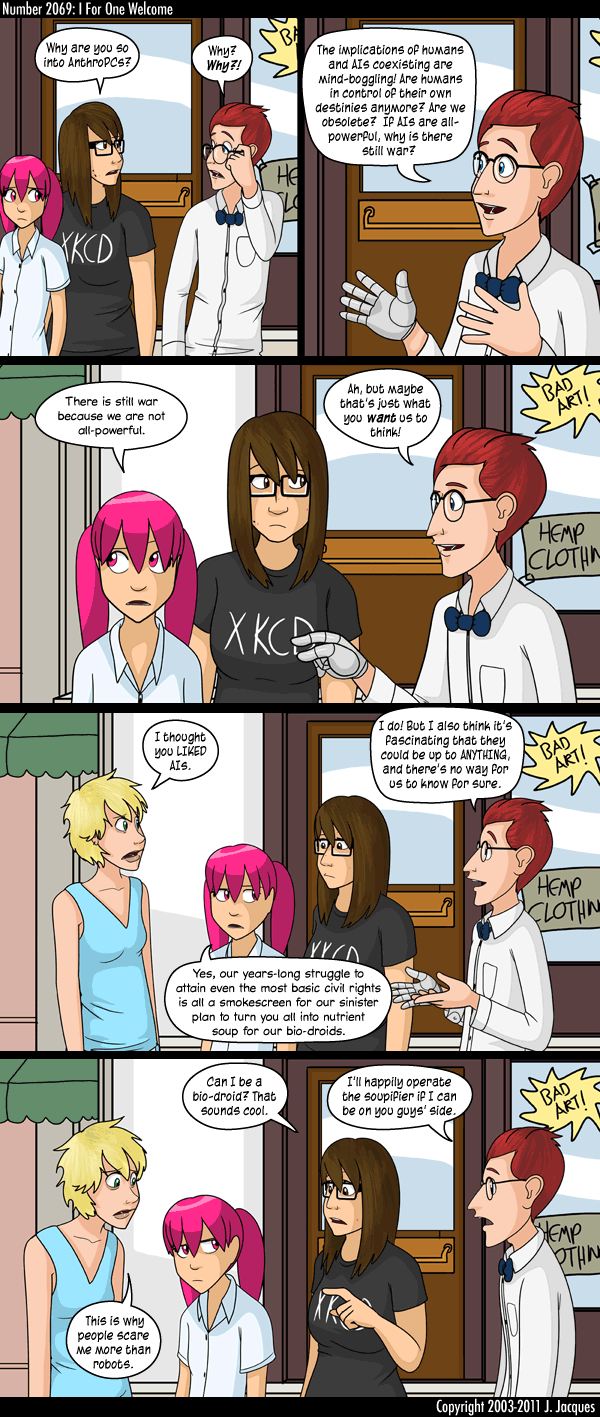 Number 2069: I For One Welcome
Why are you so
into AnthroPCs?
Why?
Why?!
BA
HE
CL
XKCD
The implications of humans
and AIs coexisting are
mind-boggling! Are humans
in control of their own
destinies anymore? Are we
obsolete? If AIs are all-
powerful, why is there
still war?
There is still war
because we are not
all-powerful.
Ah, but maybe
that's just what
you want us to
think!
BAD
ART!
HEMP
CLOTHIN
XKCD
I thought
you LIKED
AIs.
I do! But I also think it's
fascinating that they
could be up to ANYTHING,
and there's no way for
us to know for sure.
BAD
ART!
HEMP
CLOTHIN
XKCD
Yes, our years-long struggle to
attain even the most basic civil rights
is all a smokescreen for our sinister
plan to turn you all into nutrient
soup for our bio-droids.
Can I be a
bio-droid? That
sounds cool.
I'll happily operate
the soupifier if I can
be on you guys' side.
BAD
ART!
HEMP
OTHIN
XKCD
This is why
people scare
me more than
robots.
Copyright 2003-2011 J. Jacques